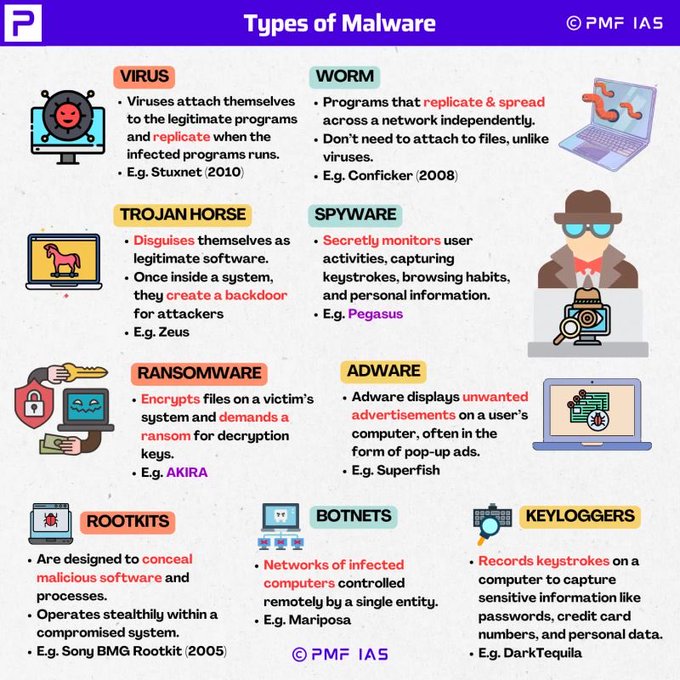 P
Types of Malware
© PMF IAS
VIRUS
• Viruses attach themselves
to the legitimate programs
and replicate when the
infected programs runs.
• E.g. Stuxnet (2010)
WORM
• Programs that replicate & spread
across a network independently.
• Don't need to attach to files, unlike
viruses.
• E.g. Conficker (2008)
TROJAN HORSE
• Disguises themselves as
legitimate software.
• Once inside a system,
they create a backdoor
for attackers
• E.g. Zeus
SPYWARE
• Secretly monitors user
activities, capturing
keystrokes, browsing habits,
and personal information.
• E.g. Pegasus
RANSOMWARE
• Encrypts files on a victim's
system and demands a
ransom for decryption
keys.
• E.g. AKIRA
ADWARE
• Adware displays unwanted
advertisements on a user's
computer, often in the
form of pop-up ads.
• E.g. Superfish
ROOTKITS
• Are designed to conceal
malicious software and
processes.
• Operates stealthily within a
compromised system.
• E.g. Sony BMG Rootkit (2005)
BOTNETS
• Networks of infected
computers controlled
remotely by a single entity.
• E.g. Mariposa
KEYLOGGERS
• Records keystrokes on a
computer to capture
sensitive information like
passwords, credit card
numbers, and personal data.
• E.g. DarkTequila
© PMF IAS